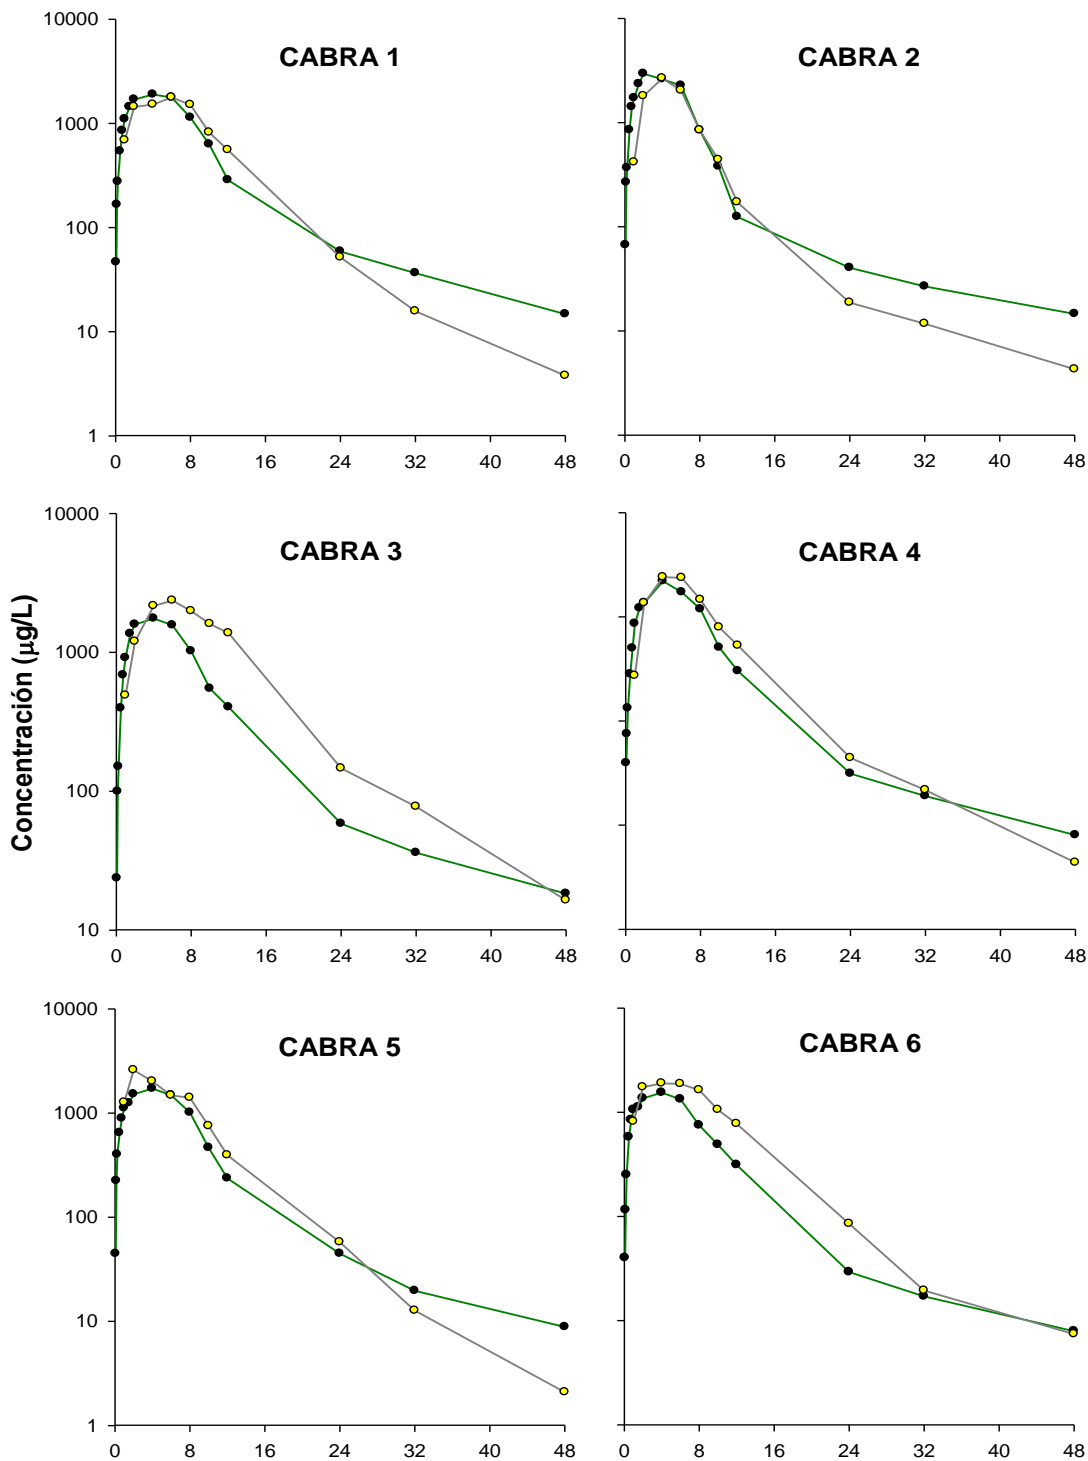 CABRA 1
10000
1000
100
10
1
0 8 16 24 32 40 48
CABRA 2
0 8 16 24 32 40 48
Concentración (µg/L)
CABRA 3
10000
1000
100
10
0 8 16 24 32 40 48
CABRA 4
0 8 16 24 32 40 48
CABRA 5
10000
1000
100
10
1
0 8 16 24 32 40 48
CABRA 6
0 8 16 24 32 40 48